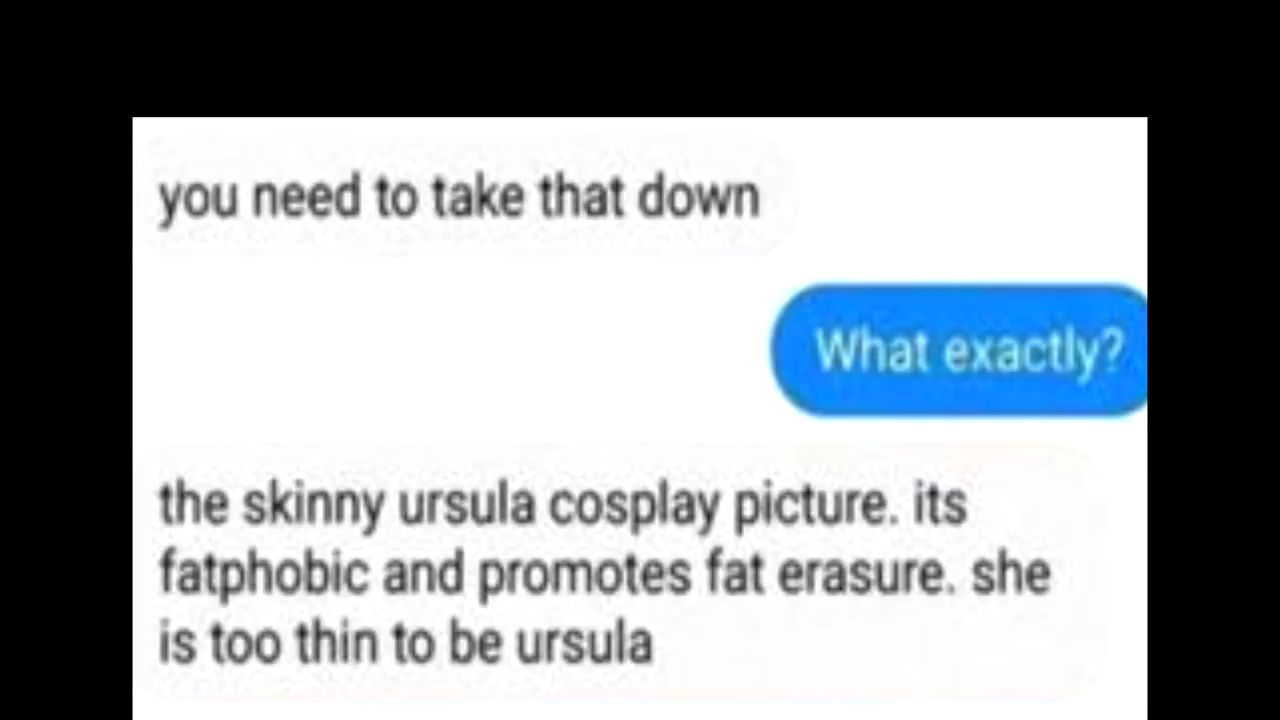 you need to take that down
What exactly?
the skinny ursula cosplay picture. its
fatphobic and promotes fat erasure. she
is too thin to be ursula